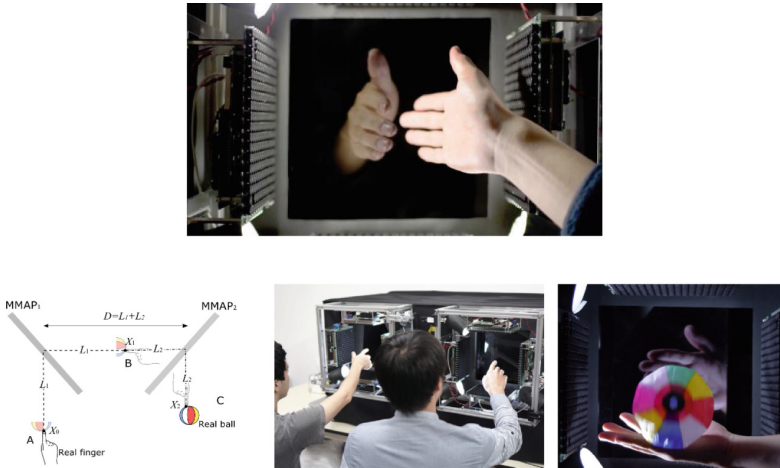 MMAP₁
MMAP₂
D=L₁+L₂
L₁
X₁
L₂
B
L₁
L₂
C
X₂
Real ball
A
X₀
Real finger